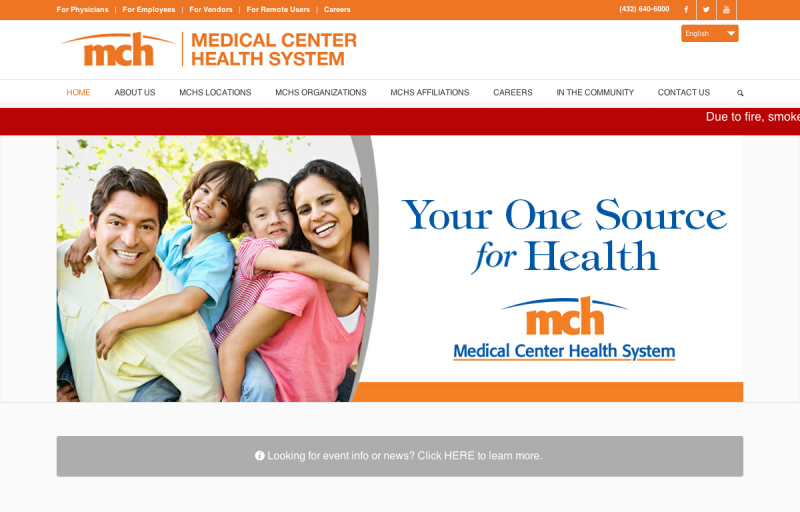 For Physicians | For Employees | For Vendors | For Remote Users | Careers
(432) 640-6000
English
mch MEDICAL CENTER
HEALTH SYSTEM
HOME ABOUT US MCHS LOCATIONS MCHS ORGANIZATIONS MCHS AFFILIATIONS CAREERS IN THE COMMUNITY CONTACT US
Due to fire, smoke
Your One Source
for Health
mch
Medical Center Health System
Looking for event info or news? Click HERE to learn more.